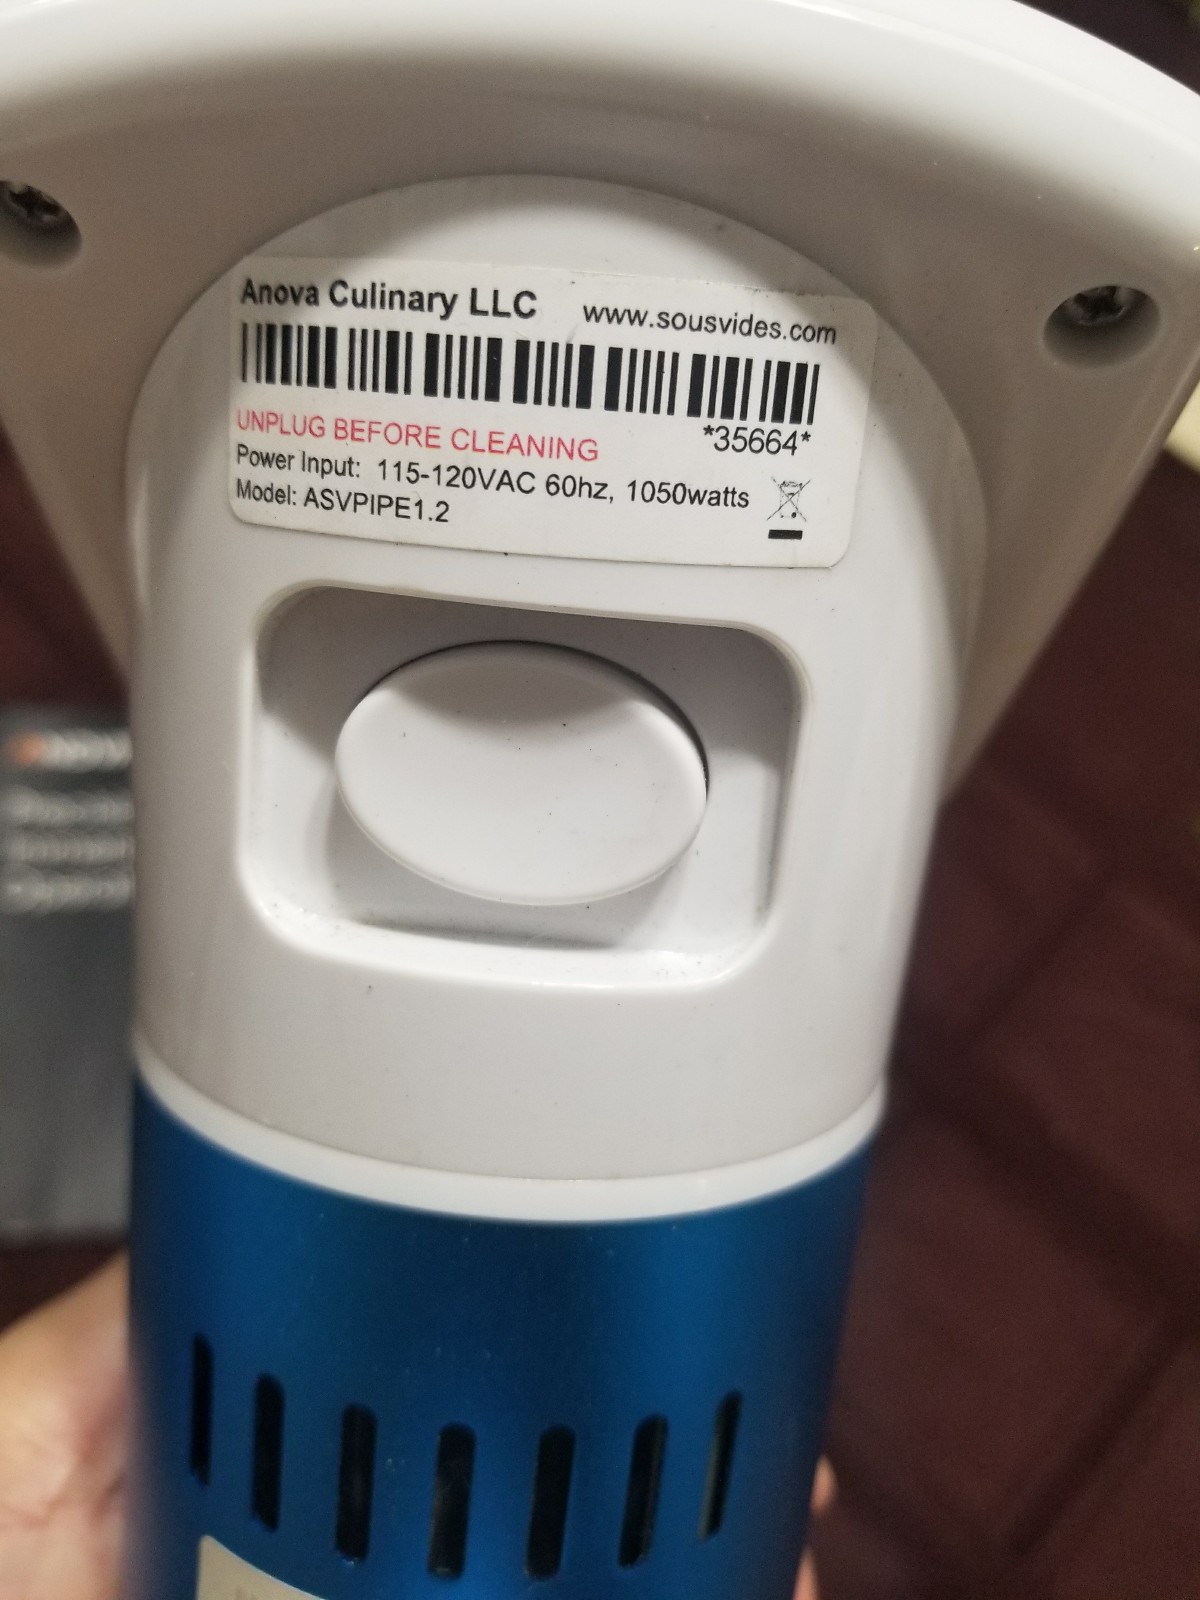 Anova Culinary LLC www.sousvides.com
*35664*
UNPLUG BEFORE CLEANING
Power Input: 115-120VAC 60hz, 1050watts
Model: ASVPIPE1.2